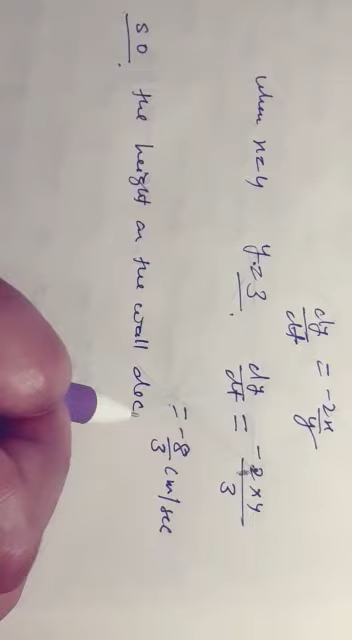 dy/dt = -2x/y
when x=4 y=3. dy/dt = -2×4/3
= -8/3 cm/sec
SO, the height on the wall dec